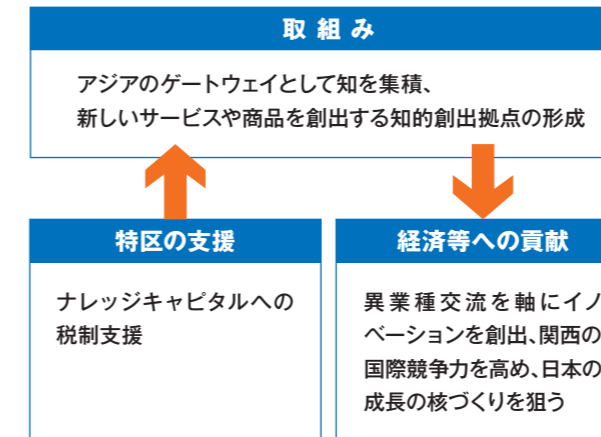 取組み
アジアのゲートウェイとして知を集積、
新しいサービスや商品を創出する知的創出拠点の形成
特区の支援
ナレッジキャピタルへの
税制支援
経済等への貢献
異業種交流を軸にイノ
ベーションを創出、関西の
国際競争力を高め、日本の
成長の核づくりを狙う